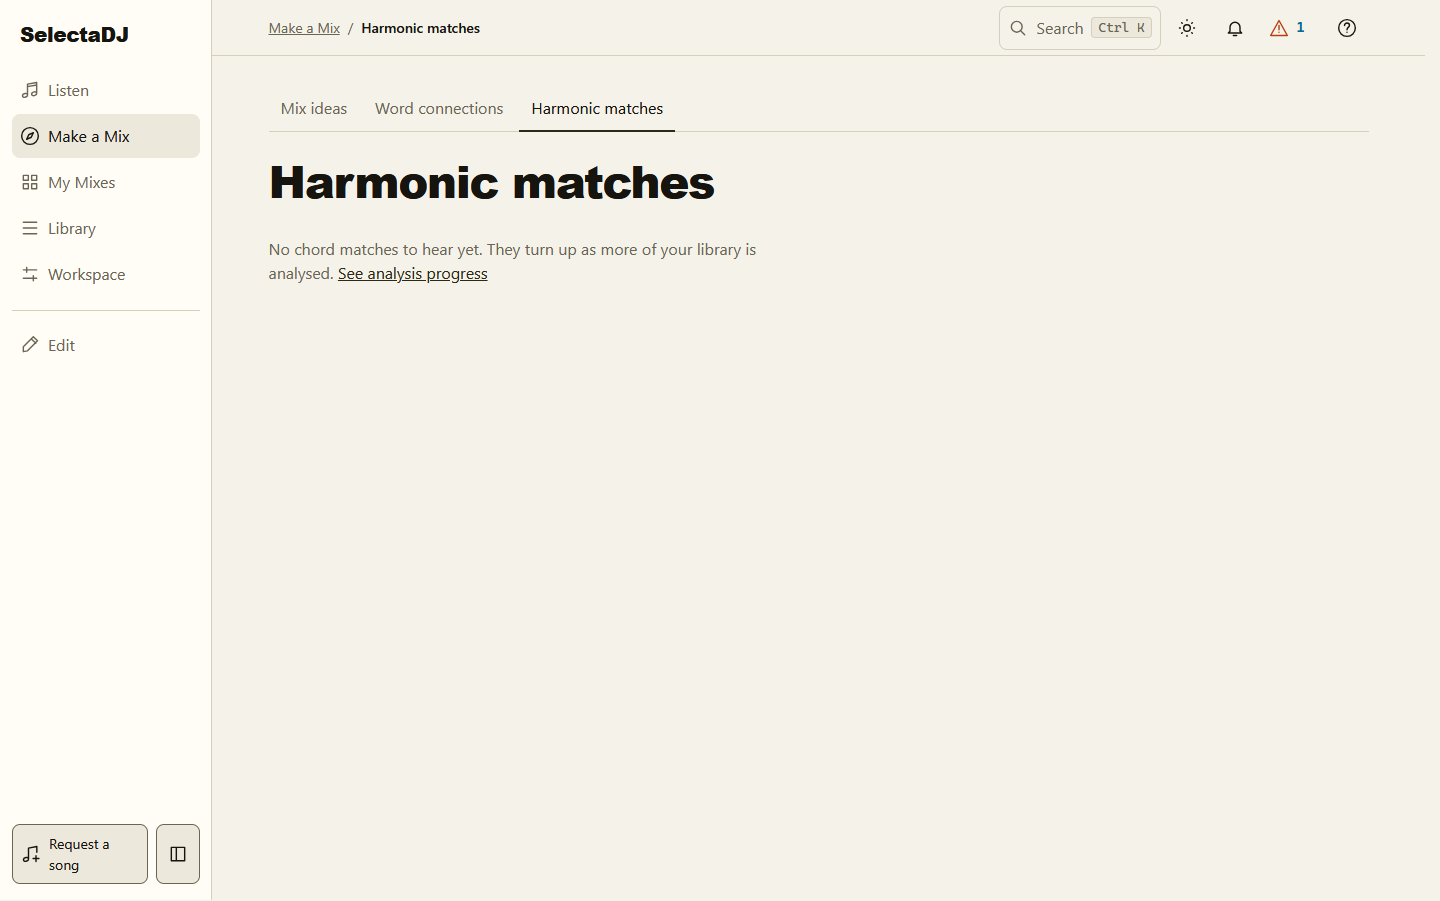 SelectaDJ
Listen
Make a Mix
My Mixes
Library
Workspace
Edit
Request a
song
Make a Mix / Harmonic matches
Search Ctrl K
1
Mix ideas
Word connections
Harmonic matches
Harmonic matches
No chord matches to hear yet. They turn up as more of your library is
analysed. See analysis progress